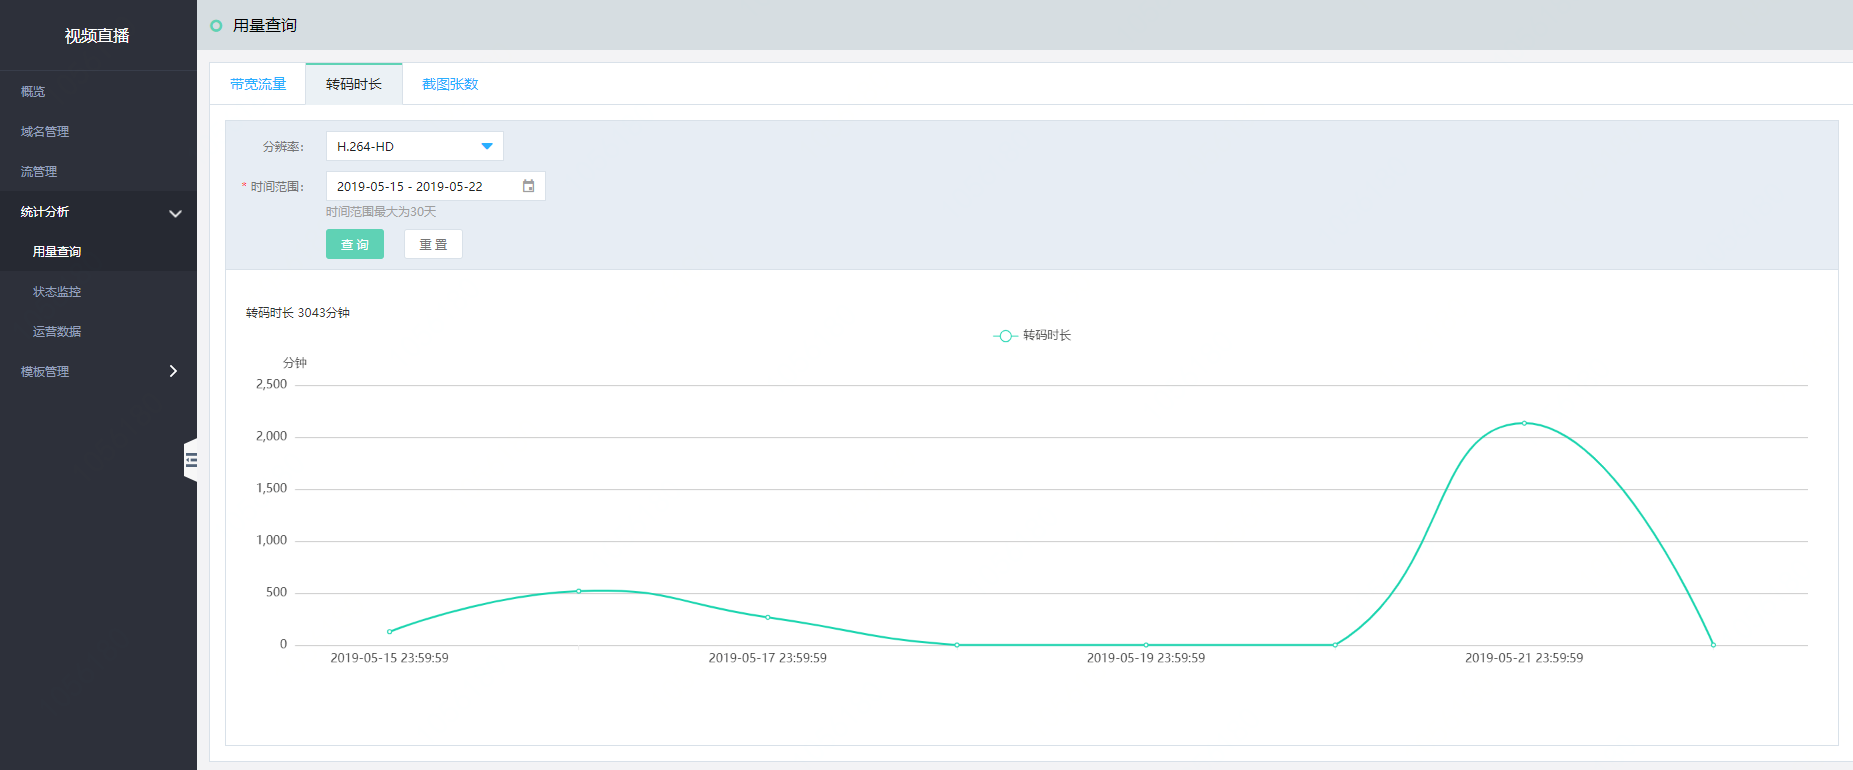 视频直播
概览
域名管理
流管理
统计分析
用量查询
状态监控
运营数据
模板管理
用量查询
带宽流量 转码时长 截图张数
分辨率： H.264-HD
* 时间范围： 2019-05-15 - 2019-05-22
时间范围最大为30天
查 询 重 置
转码时长 3043分钟
转码时长
分钟
2,500
2,000
1,500
1,000
500
0
2019-05-15 23:59:59 2019-05-17 23:59:59 2019-05-19 23:59:59 2019-05-21 23:59:59